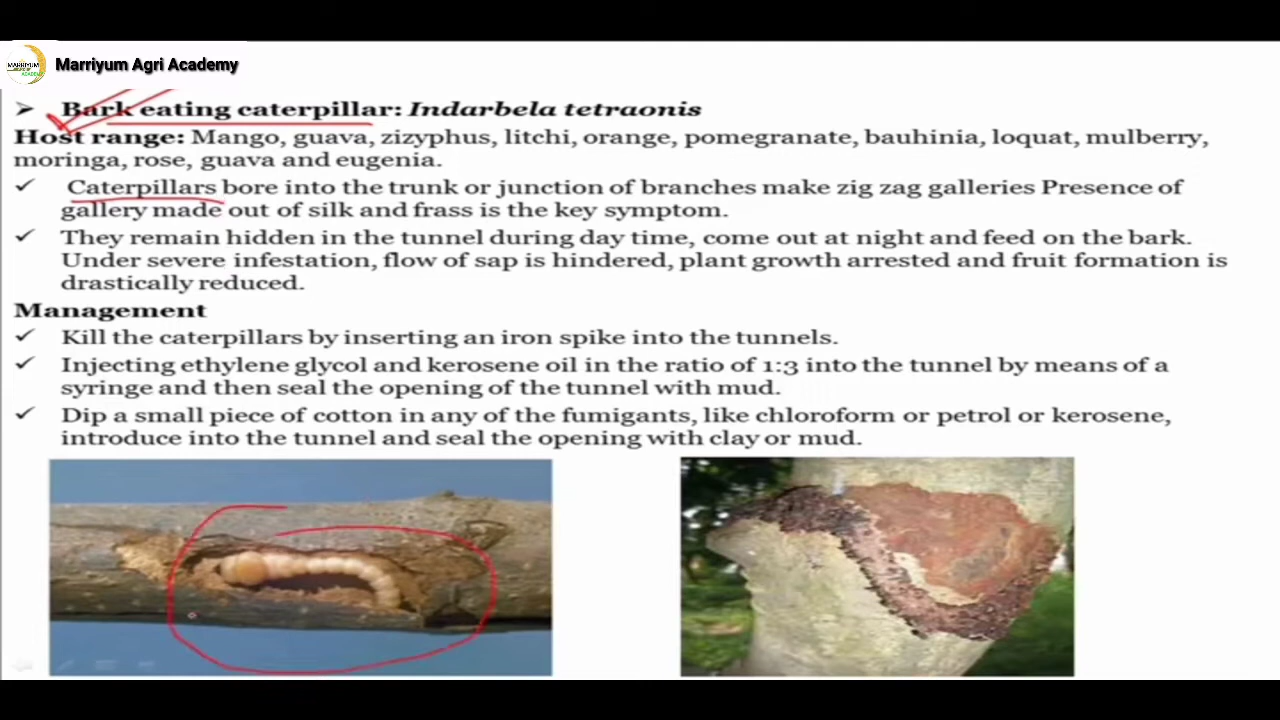 MARRIYUM
ACADEMY
Marriyum Agri Academy
➢ Bark eating caterpillar: Indarbela tetraonis
Host range: Mango, guava, zizyphus, litchi, orange, pomegranate, bauhinia, loquat, mulberry,
moringa, rose, guava and eugenia.
✓ Caterpillars bore into the trunk or junction of branches make zig zag galleries Presence of
gallery made out of silk and frass is the key symptom.
✓ They remain hidden in the tunnel during day time, come out at night and feed on the bark.
Under severe infestation, flow of sap is hindered, plant growth arrested and fruit formation is
drastically reduced.
Management
✓ Kill the caterpillars by inserting an iron spike into the tunnels.
✓ Injecting ethylene glycol and kerosene oil in the ratio of 1:3 into the tunnel by means of a
syringe and then seal the opening of the tunnel with mud.
✓ Dip a small piece of cotton in any of the fumigants, like chloroform or petrol or kerosene,
introduce into the tunnel and seal the opening with clay or mud.